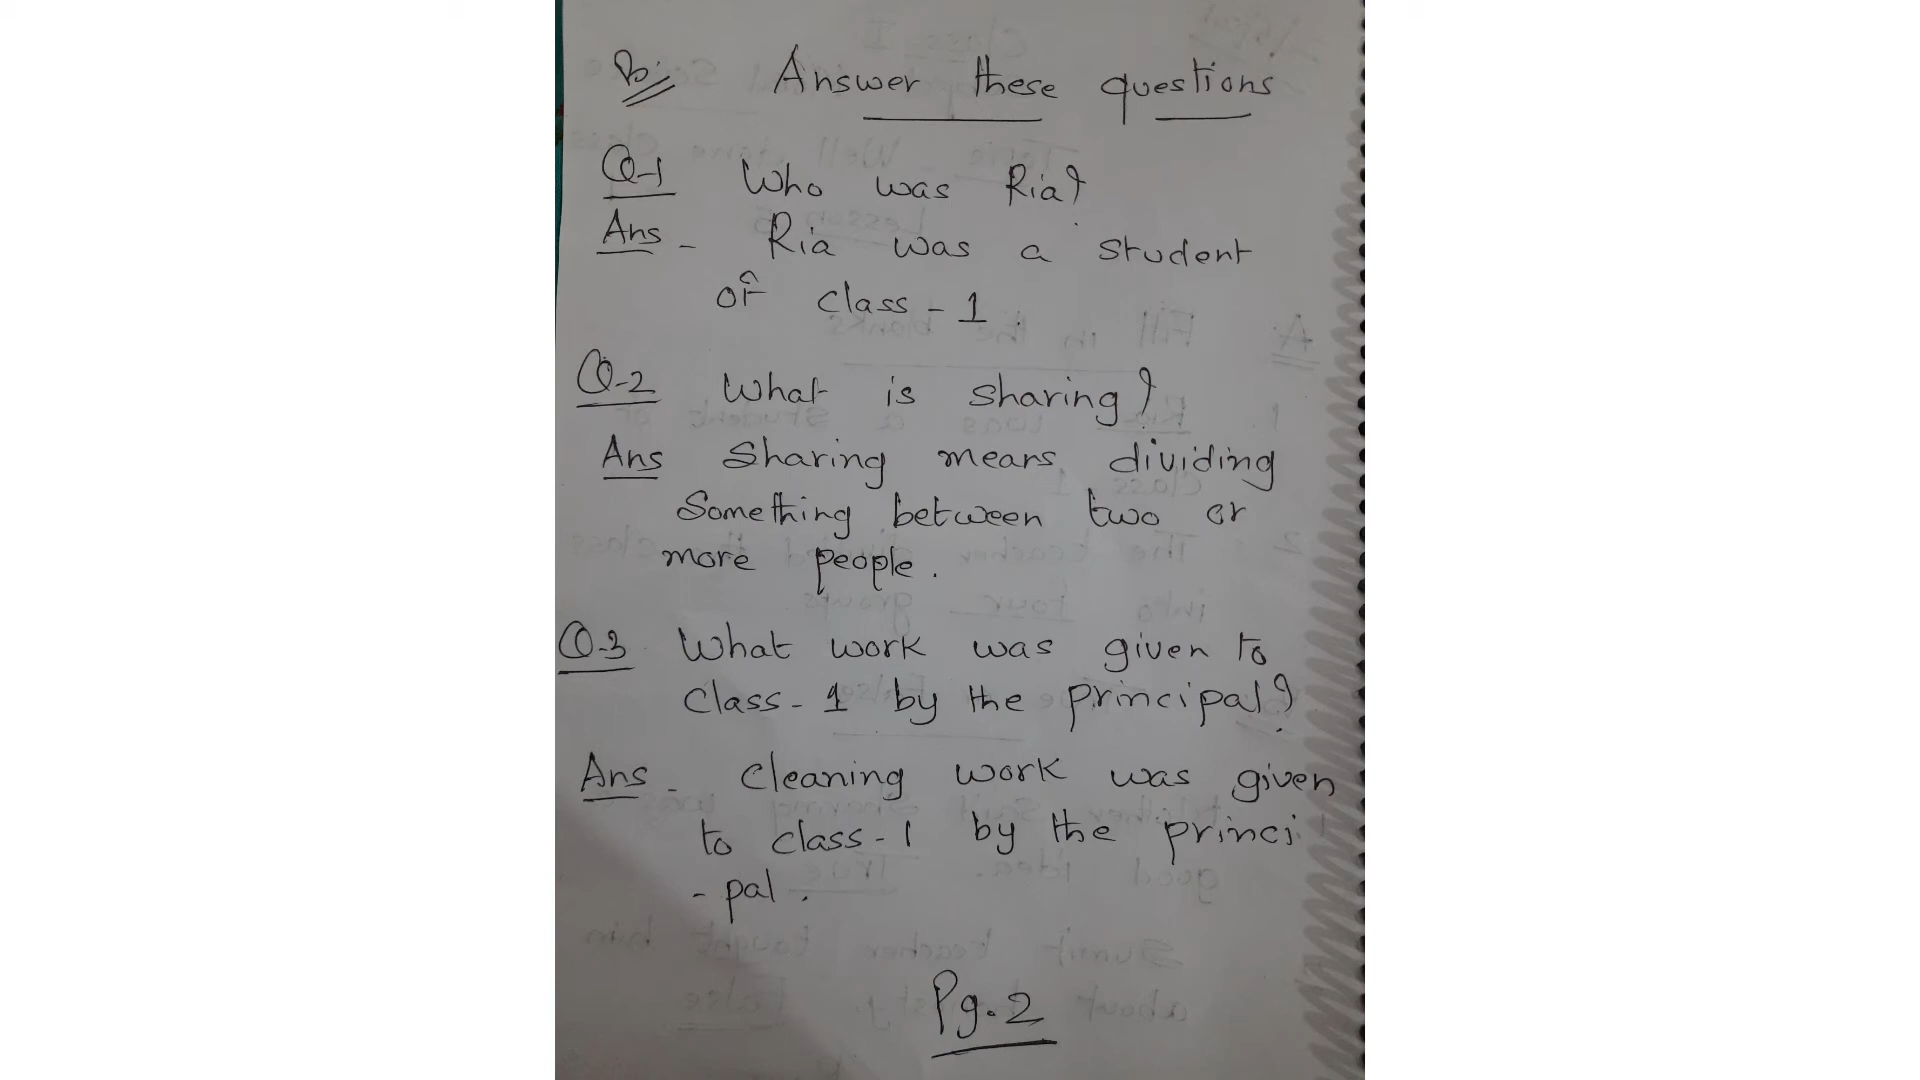 B. Answer these questions
Q-1 Who was Ria?
Ans - Ria was a student
of class - 1.
Q-2 What is sharing?
Ans Sharing means dividing
Something between two or
more people.
Q-3 What work was given to
class - 1 by the principal?
Ans - Cleaning work was given
to class - 1 by the princi
- pal.
Pg. 2